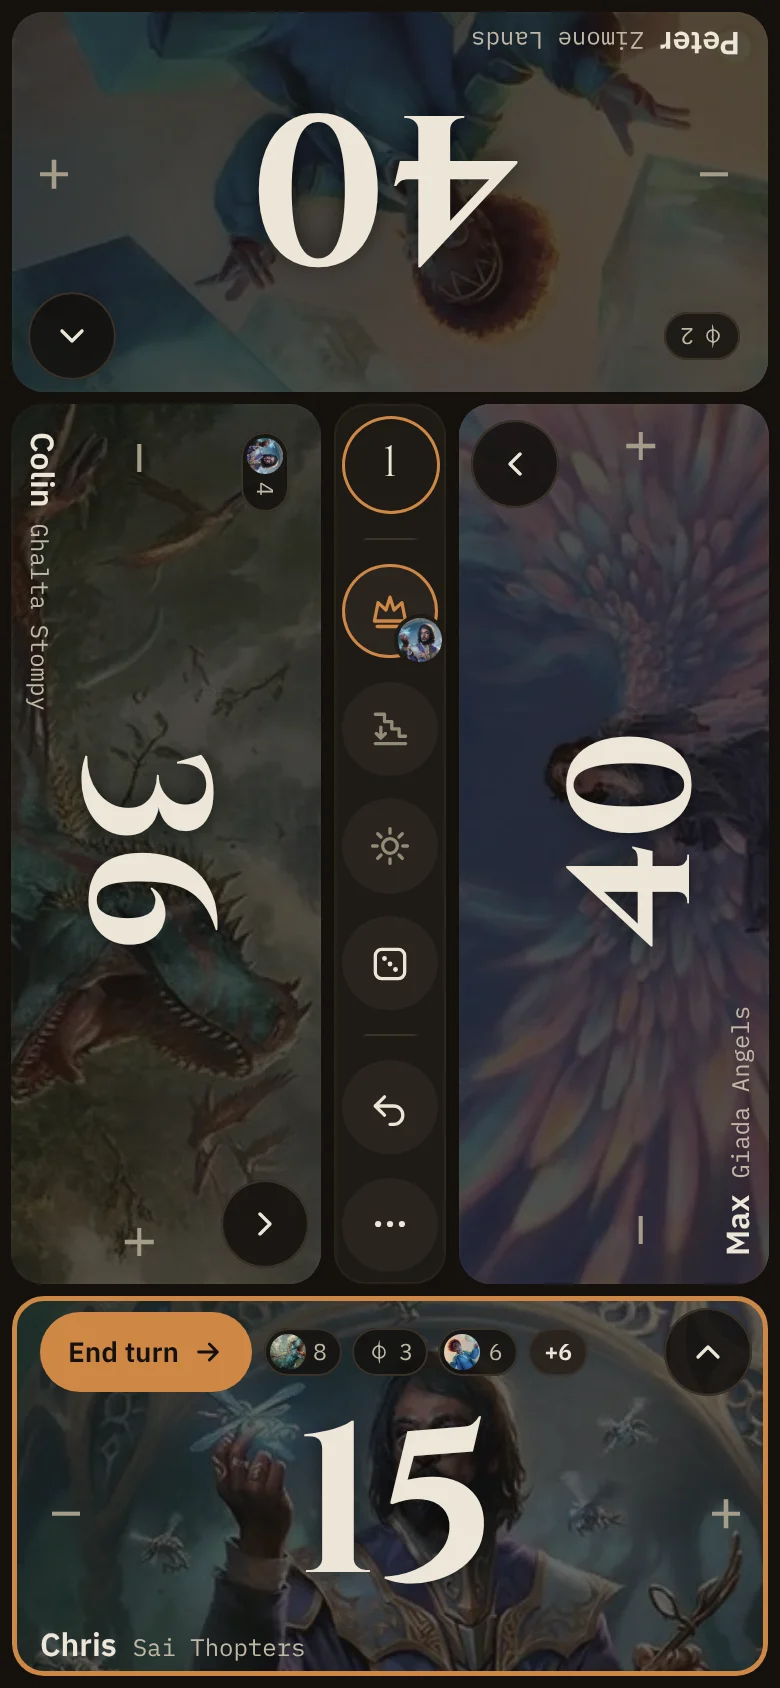 Peter Zimone Lands
40
2
Colin Ghalta Stompy
4
36
1
40
Max Giada Angels
End turn
8
3
6
+6
15
Chris Sai Thopters